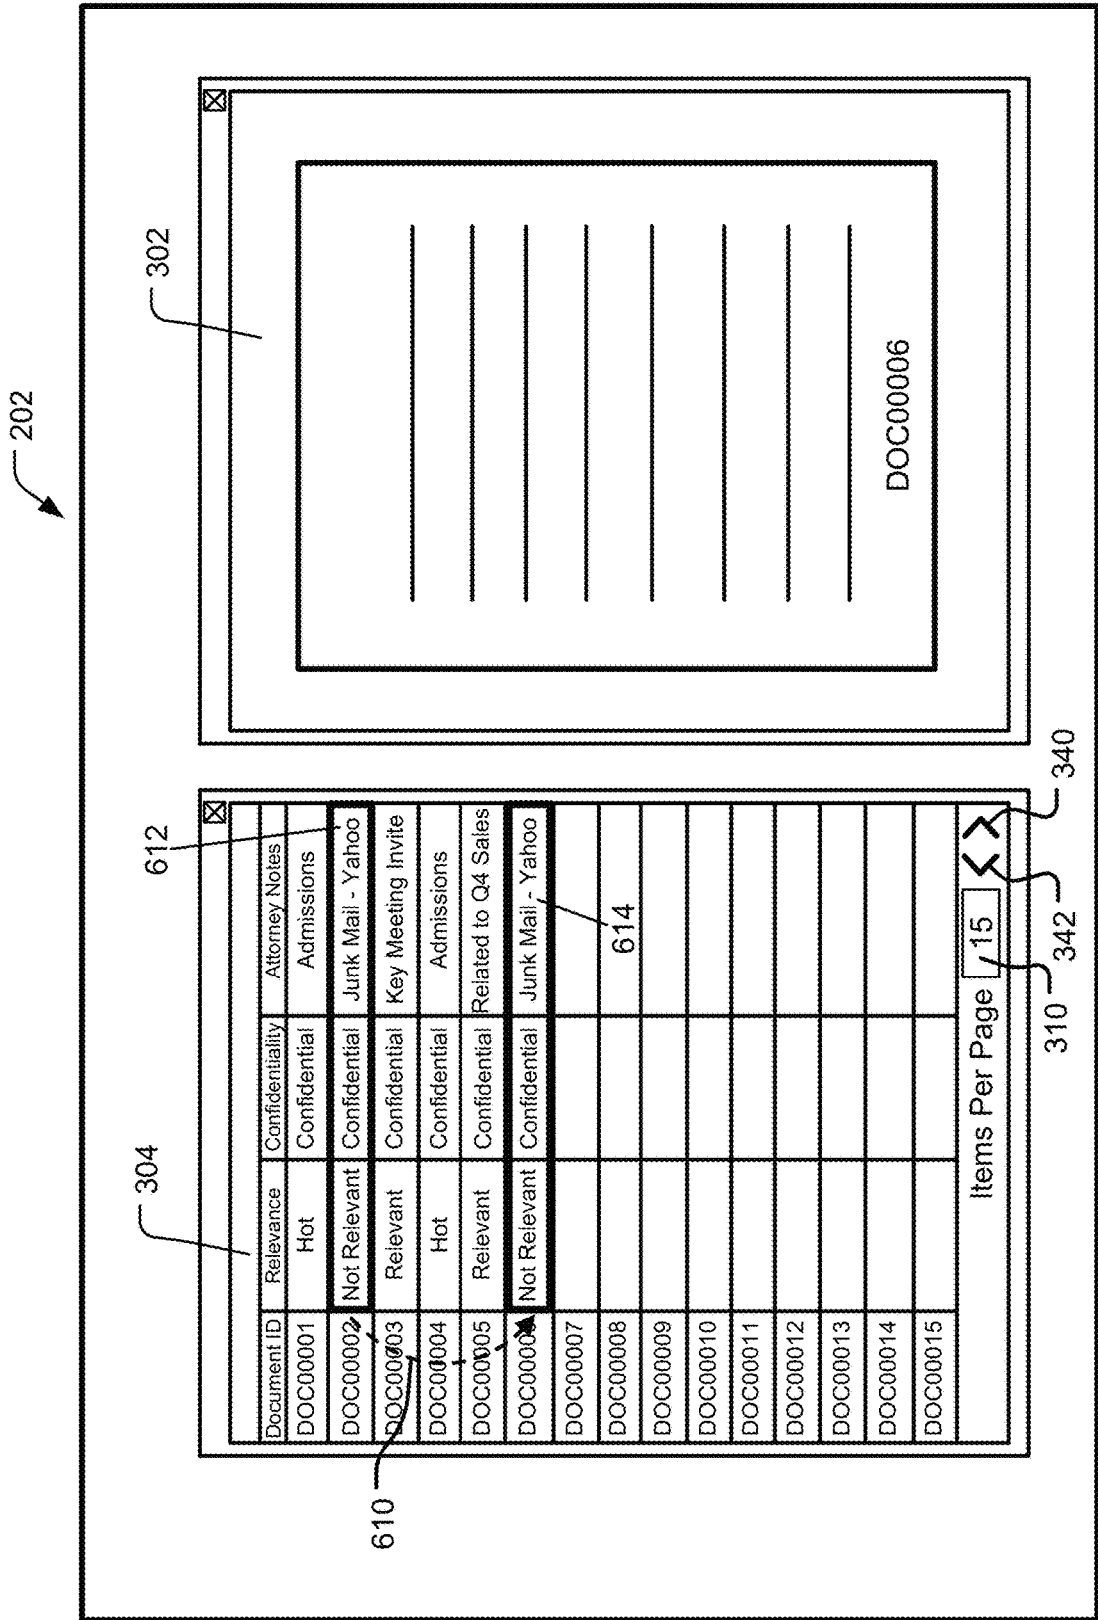 202
304
612
302
Document ID Relevance Confidentiality Attorney Notes
DOC00001 Hot Confidential Admissions
DOC00002 Not Relevant Confidential Junk Mail - Yahoo
DOC00003 Relevant Confidential Key Meeting Invite
DOC00004 Hot Confidential Admissions
DOC00005 Relevant Confidential Related to Q4 Sales
DOC00006 Not Relevant Confidential Junk Mail - Yahoo
DOC00007
DOC00008
DOC00009
DOC00010
DOC00011
DOC00012
DOC00013
DOC00014
DOC00015
Items Per Page 15
610
614
310
342
340
DOC00006